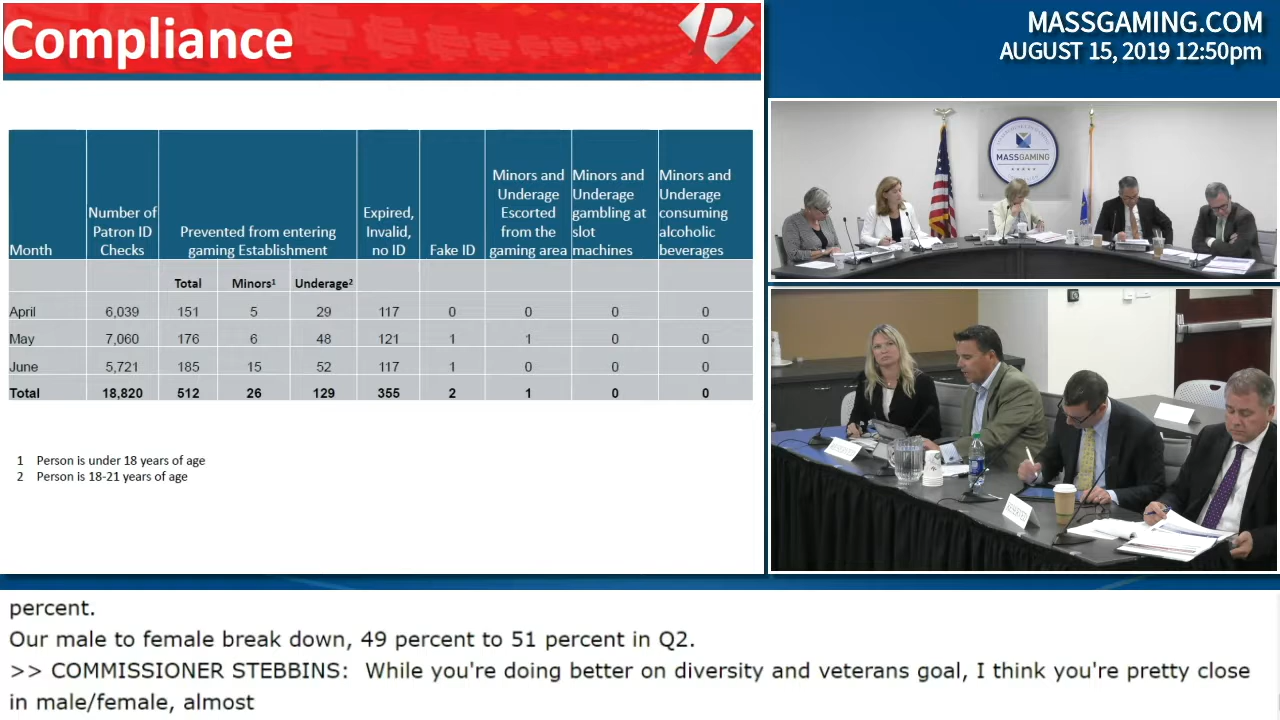 Compliance
MASSGAMING.COM
AUGUST 15, 2019 12:50pm
MASSGAMING
Month
Number of
Patron ID
Checks
Prevented from entering
gaming Establishment
Expired,
Invalid,
no ID
Fake ID
Minors and
Underage
Escorted
from the
gaming area
Minors and
Underage
gambling at
slot
machines
Minors and
Underage
consuming
alcoholic
beverages
Total Minors¹ Underage²
April 6,039 151 5 29 117 0 0 0 0
May 7,060 176 6 48 121 1 1 0 0
June 5,721 185 15 52 117 1 0 0 0
Total 18,820 512 26 129 355 2 1 0 0
1 Person is under 18 years of age
2 Person is 18-21 years of age
percent.
Our male to female break down, 49 percent to 51 percent in Q2.
>> COMMISSIONER STEBBINS: While you're doing better on diversity and veterans goal, I think you're pretty close
in male/female, almost